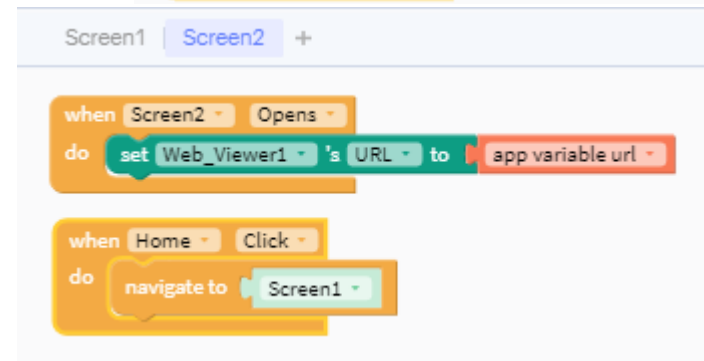 Screen1 Screen2 +
when Screen2 Opens
do set Web_Viewer1 's URL to app variable url
when Home Click
do navigate to Screen1